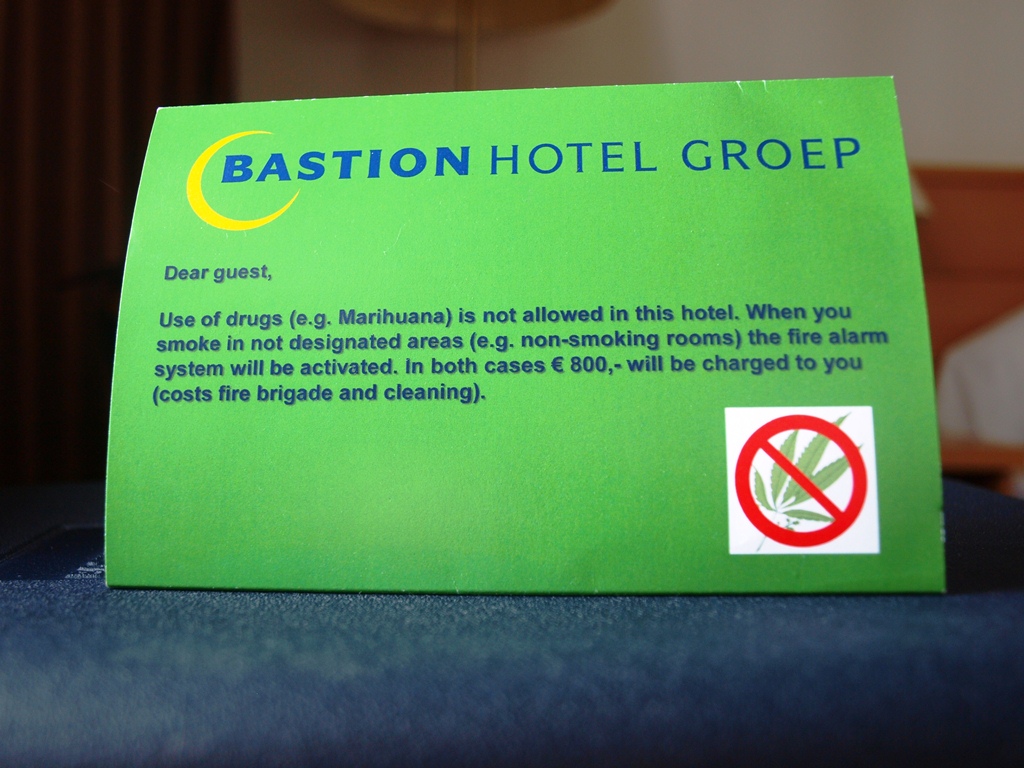 BASTION HOTEL GROEP
Dear guest,
Use of drugs (e.g. Marihuana) is not allowed in this hotel. When you
smoke in not designated areas (e.g. non-smoking rooms) the fire alarm
system will be activated. In both cases € 800,- will be charged to you
(costs fire brigade and cleaning).